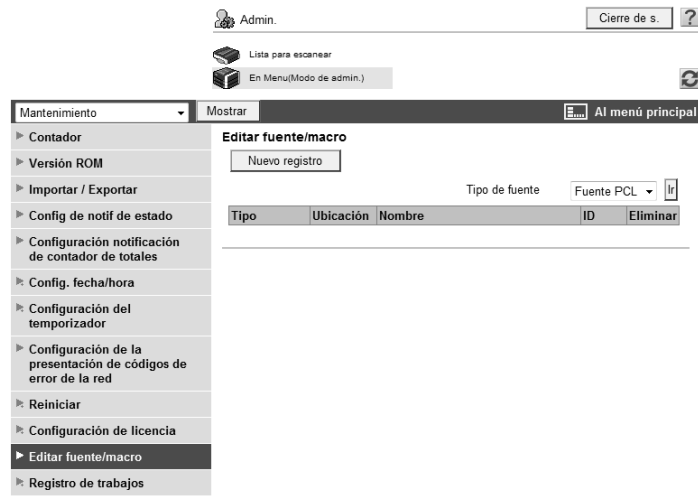 Admin.
Cierre de s.
?
Lista para escanear
En Menu(Modo de admin.)
Mantenimiento
Mostrar
Al menú principal
Contador
Versión ROM
Importar / Exportar
Config de notif de estado
Configuración notificación
de contador de totales
Config. fecha/hora
Configuración del
temporizador
Configuración de la
presentación de códigos de
error de la red
Reiniciar
Configuración de licencia
Editar fuente/macro
Registro de trabajos
Editar fuente/macro
Nuevo registro
Tipo de fuente
Fuente PCL
Ir
Tipo Ubicación Nombre ID Eliminar